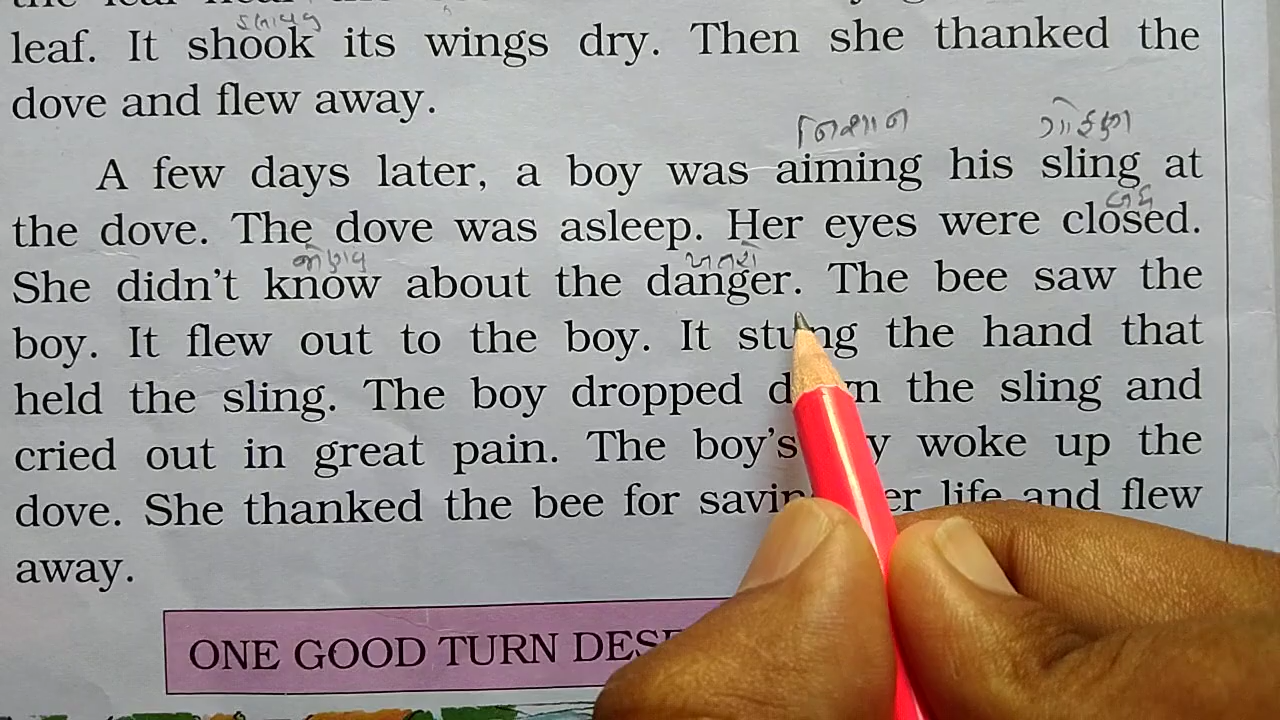 leaf. It shook its wings dry. Then she thanked the
dove and flew away.
નિશાન ગોફણ
A few days later, a boy was aiming his sling at
બંધ
the dove. The dove was asleep. Her eyes were closed.
ખતરો
She didn't know about the danger. The bee saw the
boy. It flew out to the boy. It stung the hand that
held the sling. The boy dropped the sling and
cried out in great pain. The boy's woke up the
dove. She thanked the bee for life and flew
away.
ONE GOOD TURN